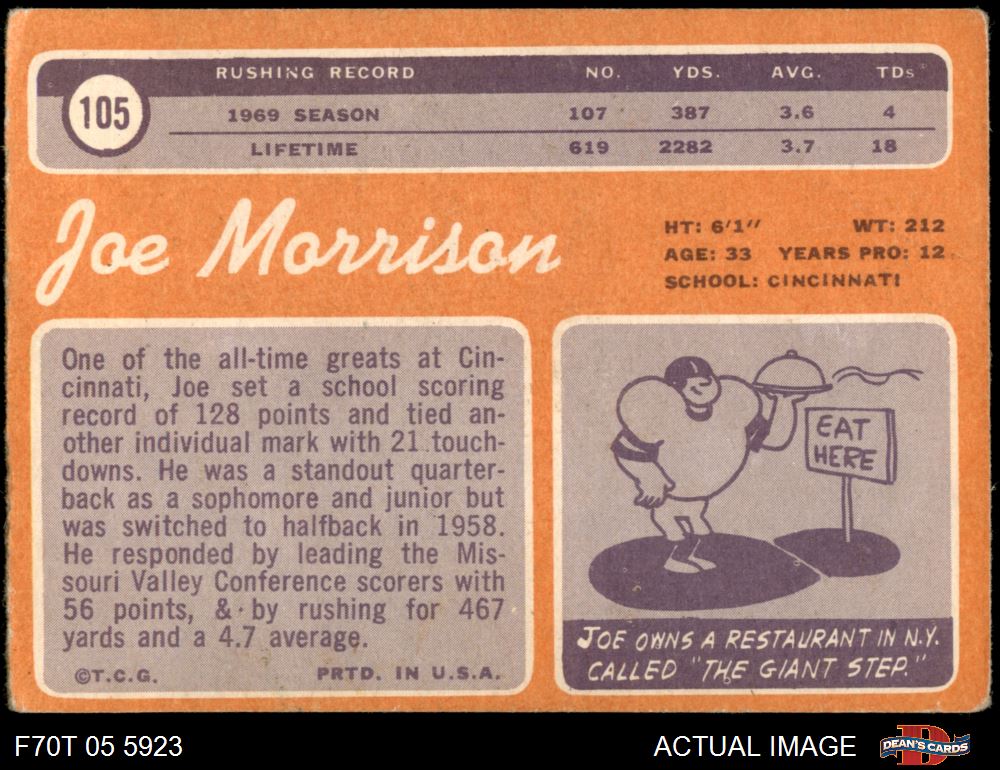 105
RUSHING RECORD NO. YDS. AVG. TDs
1969 SEASON 107 387 3.6 4
LIFETIME 619 2282 3.7 18
Joe Morrison
HT: 6'1" WT: 212
AGE: 33 YEARS PRO: 12
SCHOOL: CINCINNATI
One of the all-time greats at Cin-
cinnati, Joe set a school scoring
record of 128 points and tied an-
other individual mark with 21 touch-
downs. He was a standout quarter-
back as a sophomore and junior but
was switched to halfback in 1958.
He responded by leading the Mis-
souri Valley Conference scorers with
56 points, & by rushing for 467
yards and a 4.7 average.
©T.C.G. PRTD. IN U.S.A.
EAT
HERE
JOE OWNS A RESTAURANT IN N.Y.
CALLED "THE GIANT STEP."
F70T 05 5923 ACTUAL IMAGE D DEAN'S CARDS